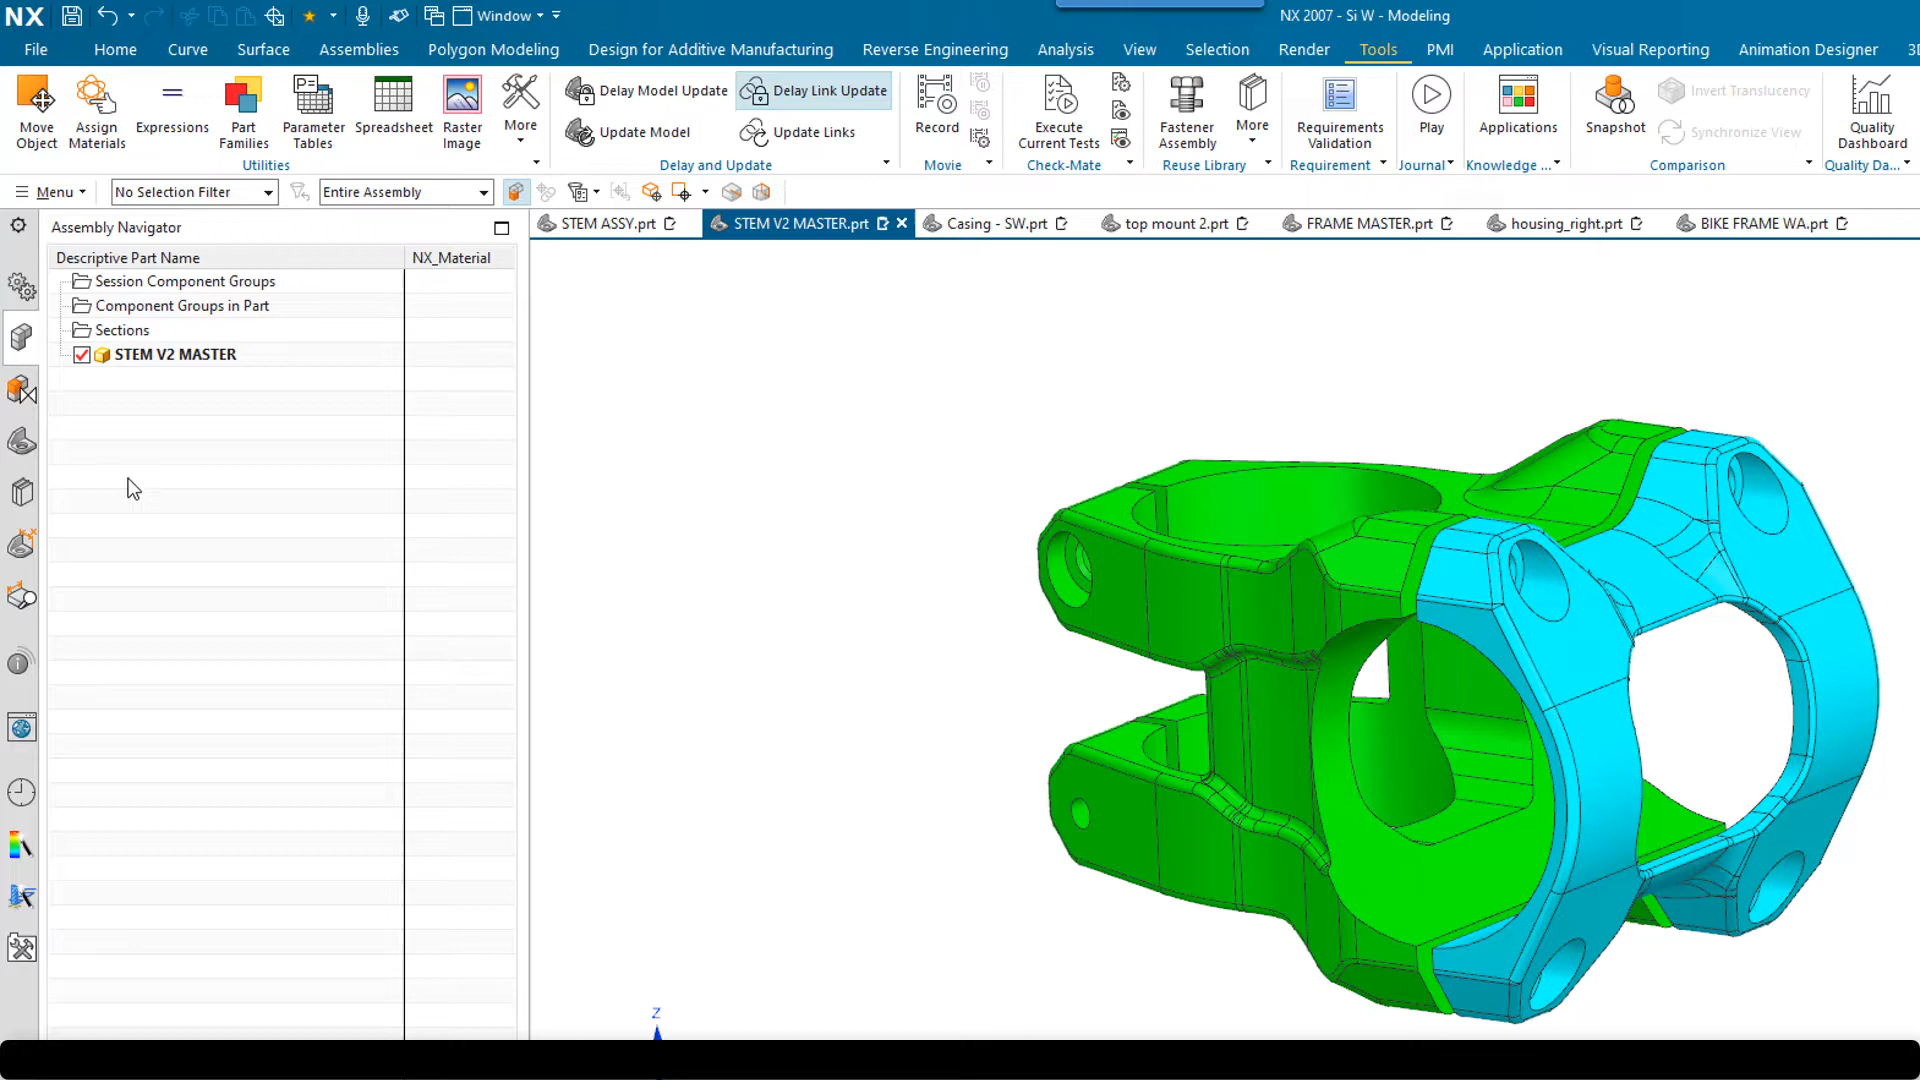 NX Window NX 2007 - Si W - Modeling
File Home Curve Surface Assemblies Polygon Modeling Design for Additive Manufacturing Reverse Engineering Analysis View Selection Render Tools PMI Application Visual Reporting Animation Designer 3D
Move Object
Assign Materials
Expressions
Part Families
Parameter Tables
Spreadsheet
Raster Image
More
Utilities
Delay Model Update
Delay Link Update
Update Model
Update Links
Delay and Update
Record
Movie
Execute Current Tests
Check-Mate
Fastener Assembly
More
Reuse Library
Requirements Validation
Requirement
Play
Journal
Applications
Knowledge ...
Snapshot
Invert Translucency
Synchronize View
Comparison
Quality Dashboard
Quality Da...
Menu No Selection Filter Entire Assembly
Assembly Navigator
STEM ASSY.prt STEM V2 MASTER.prt Casing - SW.prt top mount 2.prt FRAME MASTER.prt housing_right.prt BIKE FRAME WA.prt
Descriptive Part Name NX_Material
Session Component Groups
Component Groups in Part
Sections
STEM V2 MASTER
Z